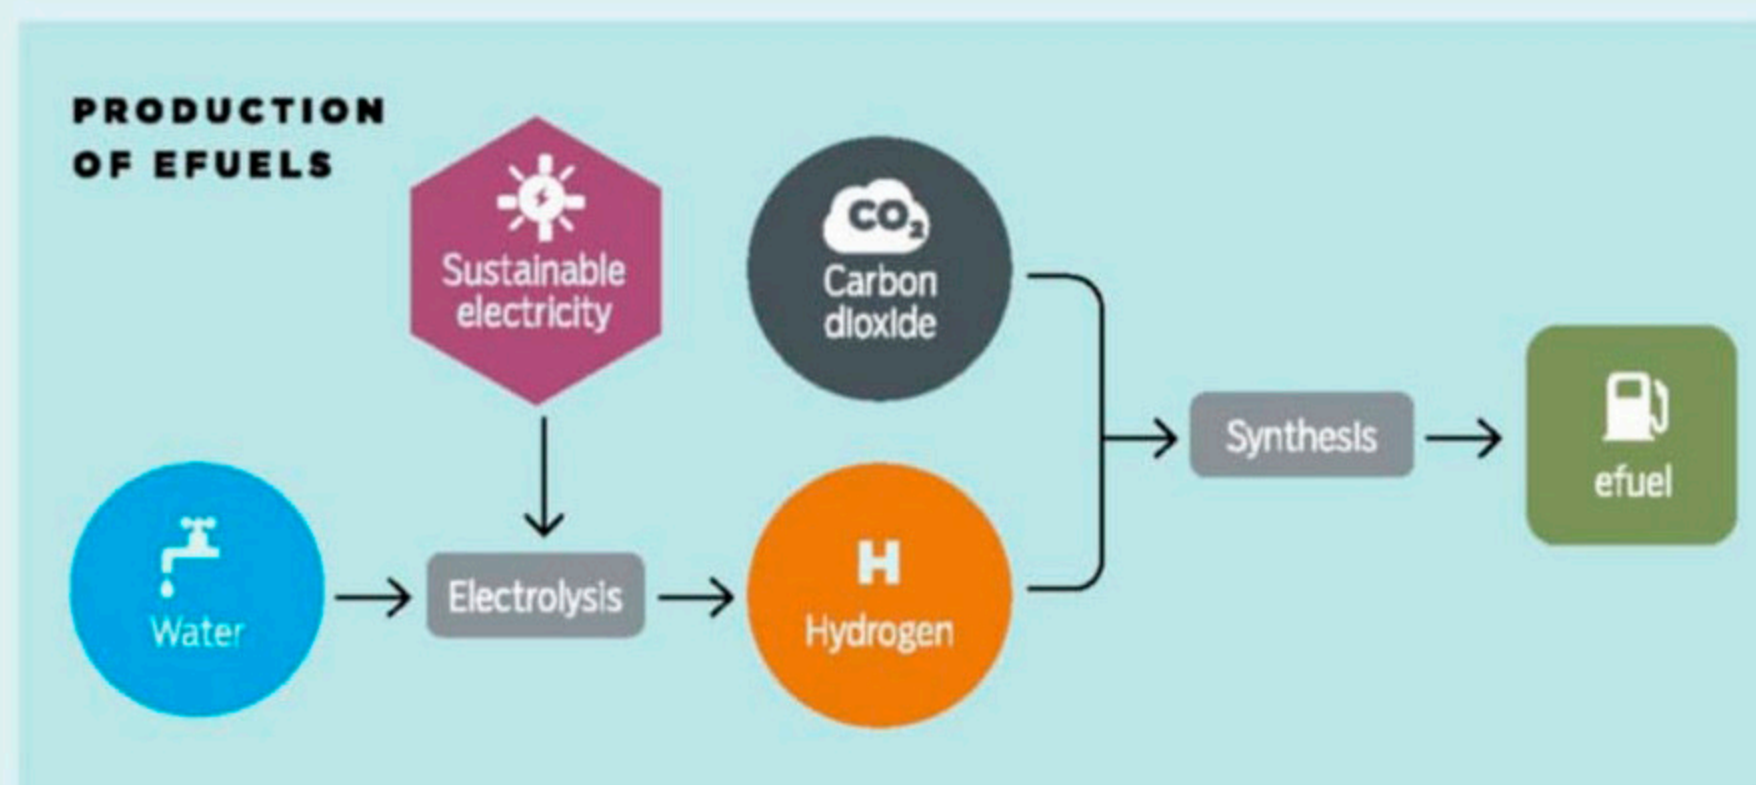 PRODUCTION
OF EFUELS
Sustainable
electricity
CO₂
Carbon
dioxide
Water
Electrolysis
H
Hydrogen
Synthesis
efuel